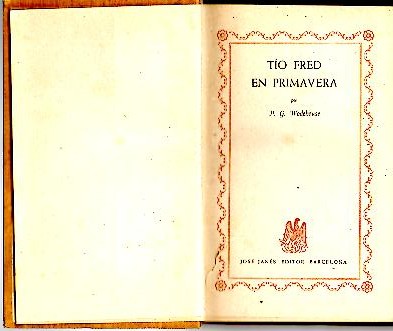 TÍO FRED
EN PRIMAVERA
por
P. G. Wodehouse
JOSÉ JANÉS EDITOR BARCELONA